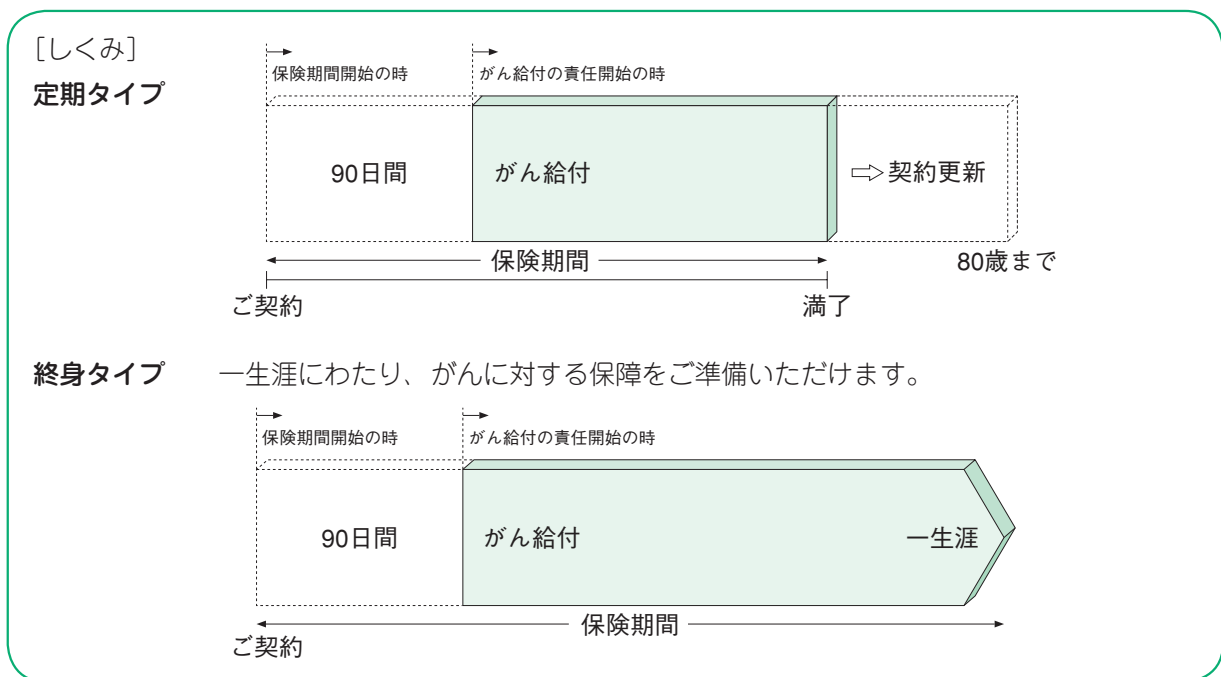 ［しくみ］
定期タイプ
保険期間開始の時
がん給付の責任開始の時
90日間
がん給付
⇨契約更新
保険期間
80歳まで
ご契約
満了
終身タイプ　一生涯にわたり、がんに対する保障をご準備いただけます。
保険期間開始の時
がん給付の責任開始の時
90日間
がん給付
一生涯
保険期間
ご契約